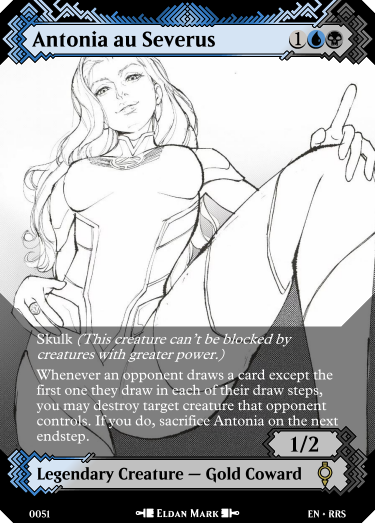 Antonia au Severus 1
Skulk (This creature can't be blocked by
creatures with greater power.)
Whenever an opponent draws a card except the
first one they draw in each of their draw steps,
you may destroy target creature that opponent
controls. If you do, sacrifice Antonia on the next
endstep.
1/2
Legendary Creature — Gold Coward
0051 Eldan Mark EN • RRS